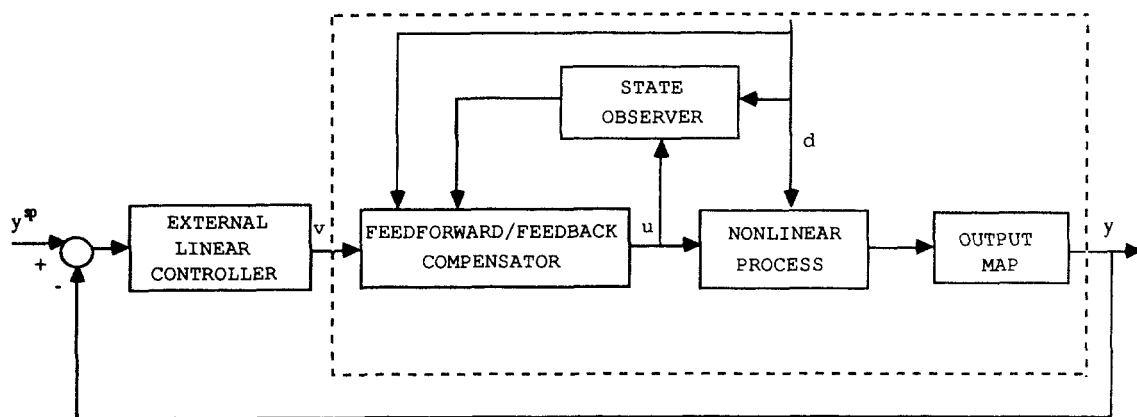 STATE
OBSERVER
d
y^sp
+
-
EXTERNAL
LINEAR
CONTROLLER
v
FEEDFORWARD/FEEDBACK
COMPENSATOR
u
NONLINEAR
PROCESS
OUTPUT
MAP
y